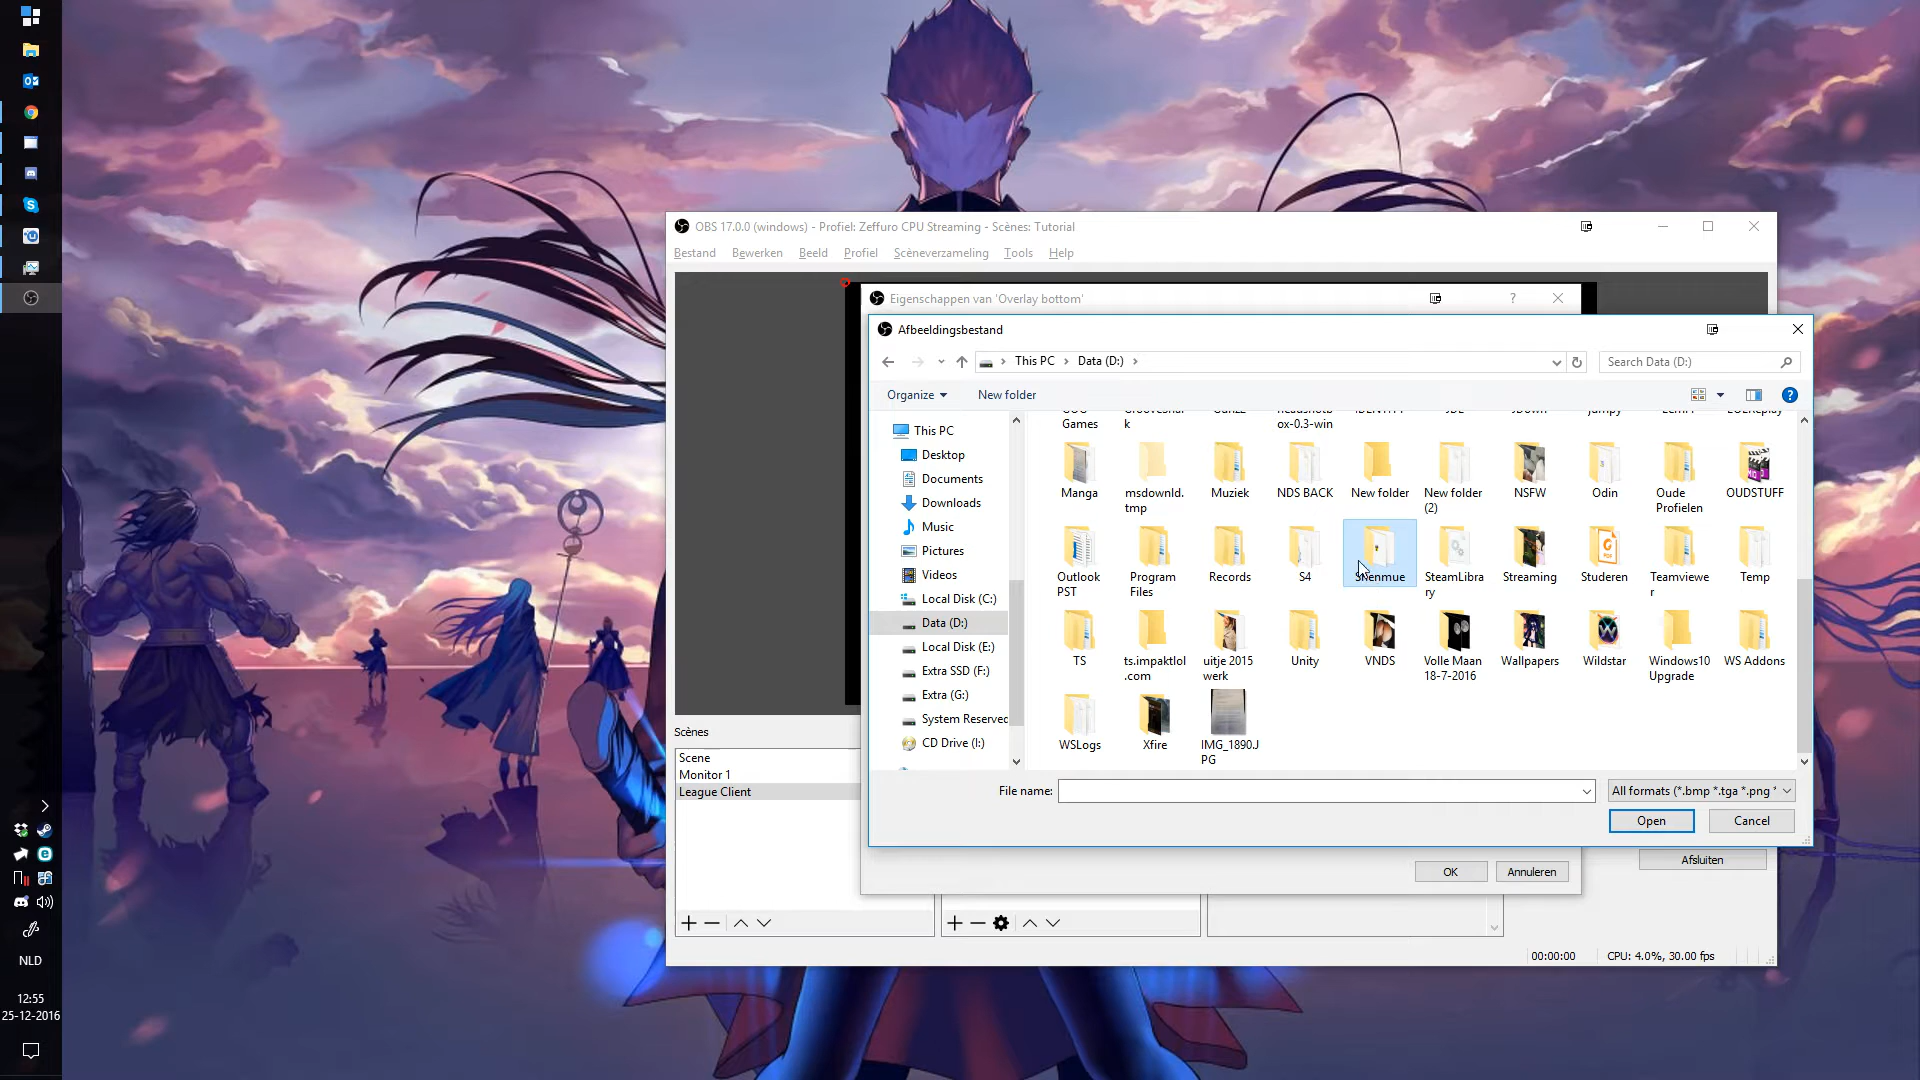 OBS 17.0.0 (windows) - Profiel: Zeffuro CPU Streaming - Scènes: Tutorial
Bestand Bewerken Beeld Profiel Scèneverzameling Tools Help
Eigenschappen van 'Overlay bottom'
Afbeeldingsbestand
This PC Data (D:)
Search Data (D:)
Organize New folder
This PC
Desktop
Documents
Downloads
Music
Pictures
Videos
Local Disk (C:)
Data (D:)
Local Disk (E:)
Extra SSD (F:)
Extra (G:)
System Reserved
CD Drive (I:)
Games k ox-0.3-win
Manga msdownld. Muziek NDS BACK New folder New folder NSFW Odin Oude OUDSTUFF
tmp (2) Profielen
Outlook Program Records S4 Shenmue SteamLibra Streaming Studeren Teamviewe Temp
PST Files ry r
TS ts.impaktlol uitje 2015 Unity VNDS Volle Maan Wallpapers Wildstar Windows10 WS Addons
.com werk 18-7-2016 Upgrade
WSLogs Xfire IMG_1890.J
PG
File name: All formats (*.bmp *.tga *.png *
Open Cancel
OK Annuleren
Afsluiten
Scènes
Scene
Monitor 1
League Client
00:00:00 CPU: 4.0%, 30.00 fps
NLD
12:55
25-12-2016